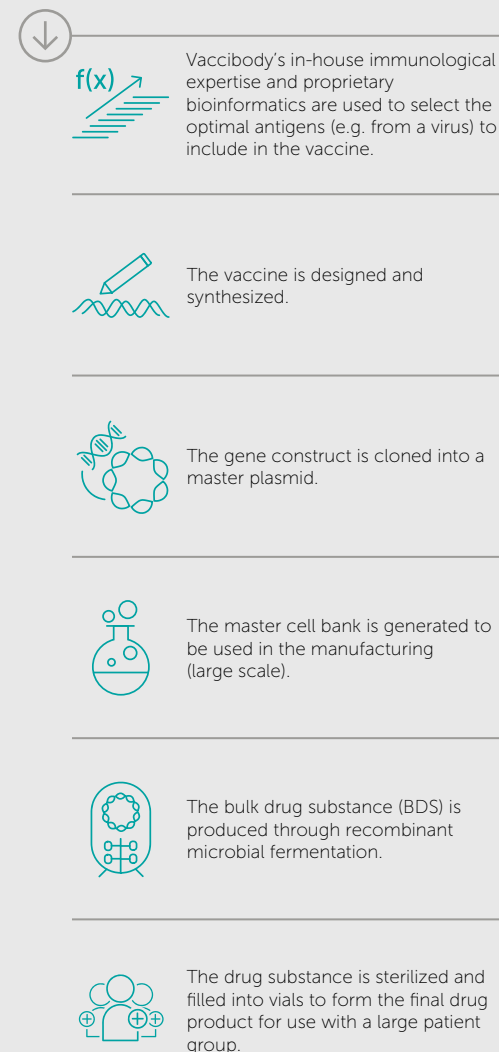 f(x)
Vaccibody's in-house immunological
expertise and proprietary
bioinformatics are used to select the
optimal antigens (e.g. from a virus) to
include in the vaccine.
The vaccine is designed and
synthesized.
The gene construct is cloned into a
master plasmid.
The master cell bank is generated to
be used in the manufacturing
(large scale).
The bulk drug substance (BDS) is
produced through recombinant
microbial fermentation.
The drug substance is sterilized and
filled into vials to form the final drug
product for use with a large patient
group.